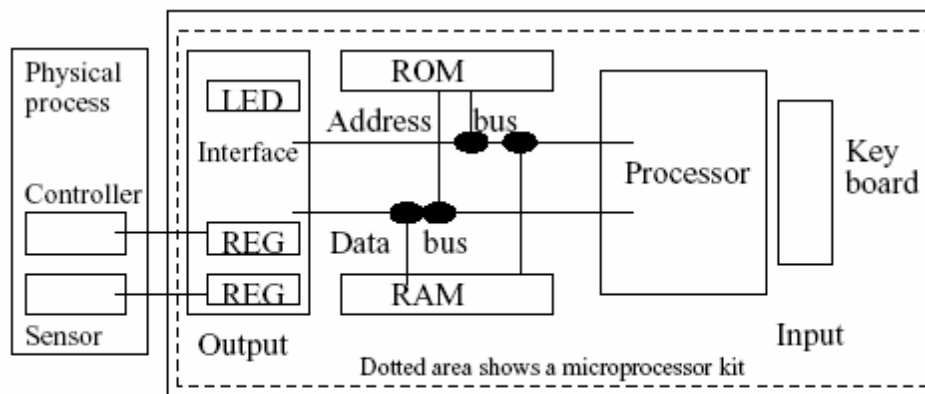 Physical
process
Controller
Sensor
LED
Interface
REG
REG
Output
ROM
Address bus
Data bus
RAM
Processor
Key
board
Input
Dotted area shows a microprocessor kit